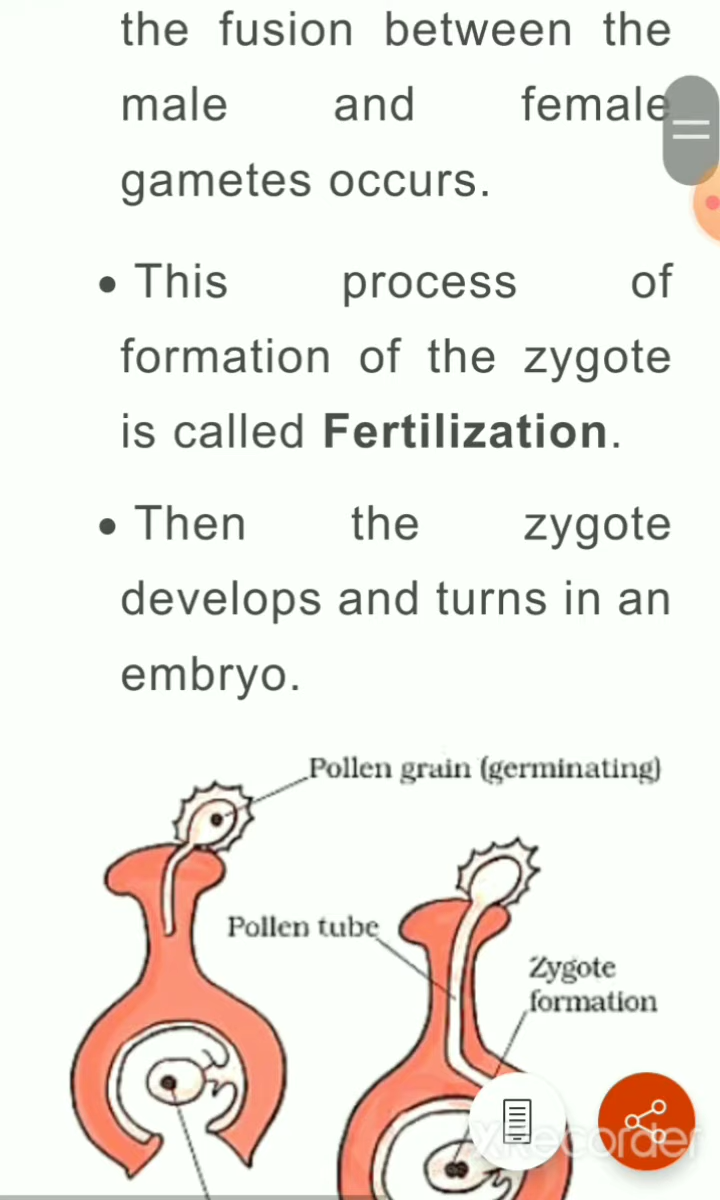 the fusion between the
male and female
gametes occurs.
• This process of
formation of the zygote
is called Fertilization.
• Then the zygote
develops and turns in an
embryo.
Pollen grain (germinating)
Pollen tube
Zygote
formation
XRecorder